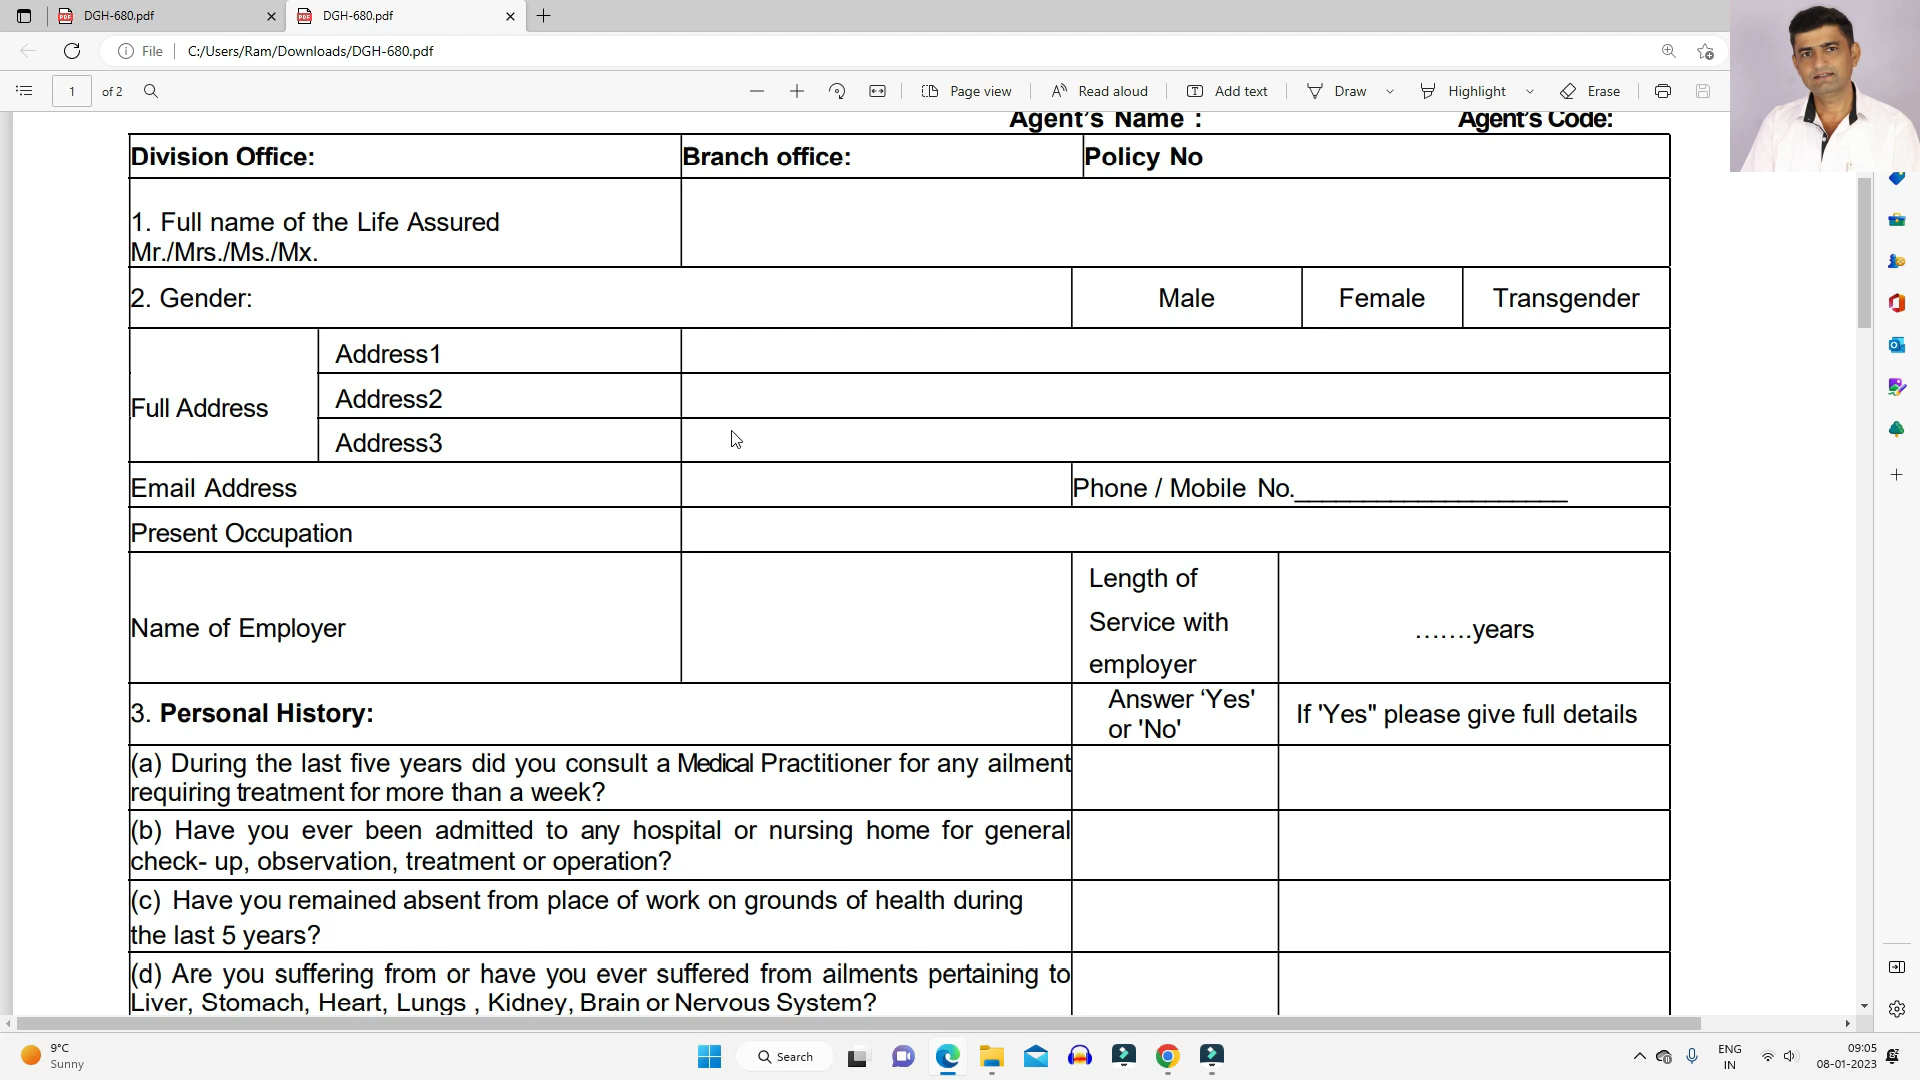 DGH-680.pdf
DGH-680.pdf
File
C:/Users/Ram/Downloads/DGH-680.pdf
1 of 2
Page view
Read aloud
Add text
Draw
Highlight
Erase
Agent's Name : Agent's Code:
Division Office: Branch office: Policy No
1. Full name of the Life Assured
Mr./Mrs./Ms./Mx.
2. Gender: Male Female Transgender
Full Address
Address1
Address2
Address3
Email Address Phone / Mobile No.____________________
Present Occupation
Name of Employer
Length of
Service with
employer
…….years
3. Personal History:
Answer ‘Yes'
or 'No'
If 'Yes" please give full details
(a) During the last five years did you consult a Medical Practitioner for any ailment
requiring treatment for more than a week?
(b) Have you ever been admitted to any hospital or nursing home for general
check- up, observation, treatment or operation?
(c) Have you remained absent from place of work on grounds of health during
the last 5 years?
(d) Are you suffering from or have you ever suffered from ailments pertaining to
Liver, Stomach, Heart, Lungs , Kidney, Brain or Nervous System?
9°C
Sunny
Search
ENG
IN
09:05
08-01-2023